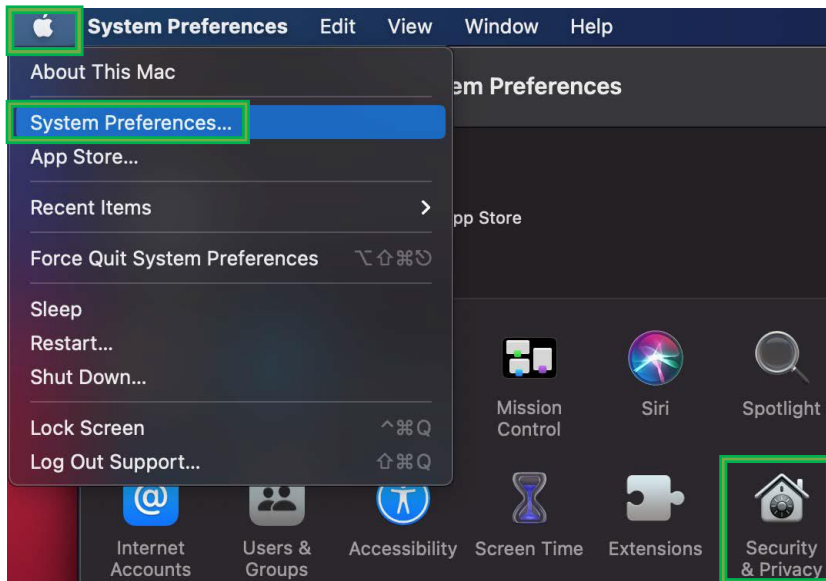 System Preferences Edit View Window Help
About This Mac
em Preferences
System Preferences...
App Store...
Recent Items
pp Store
Force Quit System Preferences ⌥⇧⌘⎋
Sleep
Restart...
Shut Down...
Lock Screen ^⌘Q
Log Out Support... ⇧⌘Q
Mission
Control
Siri
Spotlight
Internet
Accounts
Users &
Groups
Accessibility
Screen Time
Extensions
Security
& Privacy